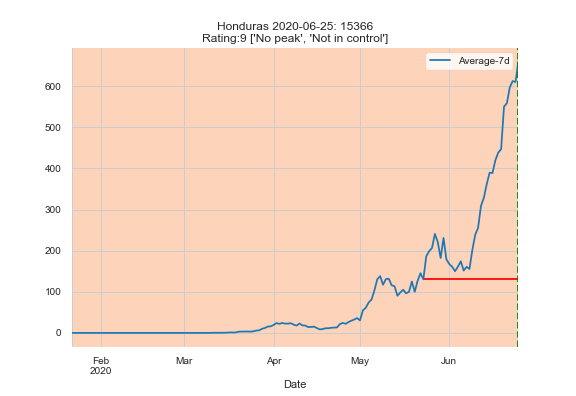 Honduras 2020-06-25: 15366
Rating:9 ['No peak', 'Not in control']
Average-7d
600
500
400
300
200
100
0
Feb
2020
Mar
Apr
May
Jun
Date